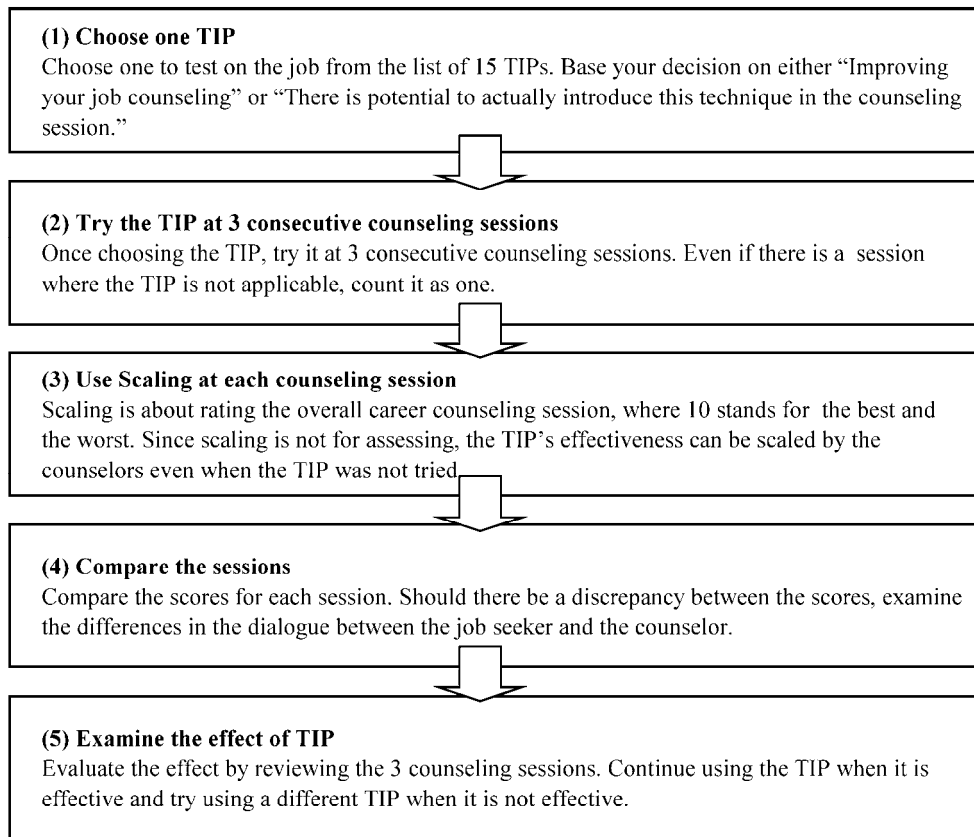 (1) Choose one TIP
Choose one to test on the job from the list of 15 TIPs. Base your decision on either “Improving
your job counseling” or “There is potential to actually introduce this technique in the counseling
session.”
(2) Try the TIP at 3 consecutive counseling sessions
Once choosing the TIP, try it at 3 consecutive counseling sessions. Even if there is a session
where the TIP is not applicable, count it as one.
(3) Use Scaling at each counseling session
Scaling is about rating the overall career counseling session, where 10 stands for the best and
the worst. Since scaling is not for assessing, the TIP’s effectiveness can be scaled by the
counselors even when the TIP was not tried.
(4) Compare the sessions
Compare the scores for each session. Should there be a discrepancy between the scores, examine
the differences in the dialogue between the job seeker and the counselor.
(5) Examine the effect of TIP
Evaluate the effect by reviewing the 3 counseling sessions. Continue using the TIP when it is
effective and try using a different TIP when it is not effective.